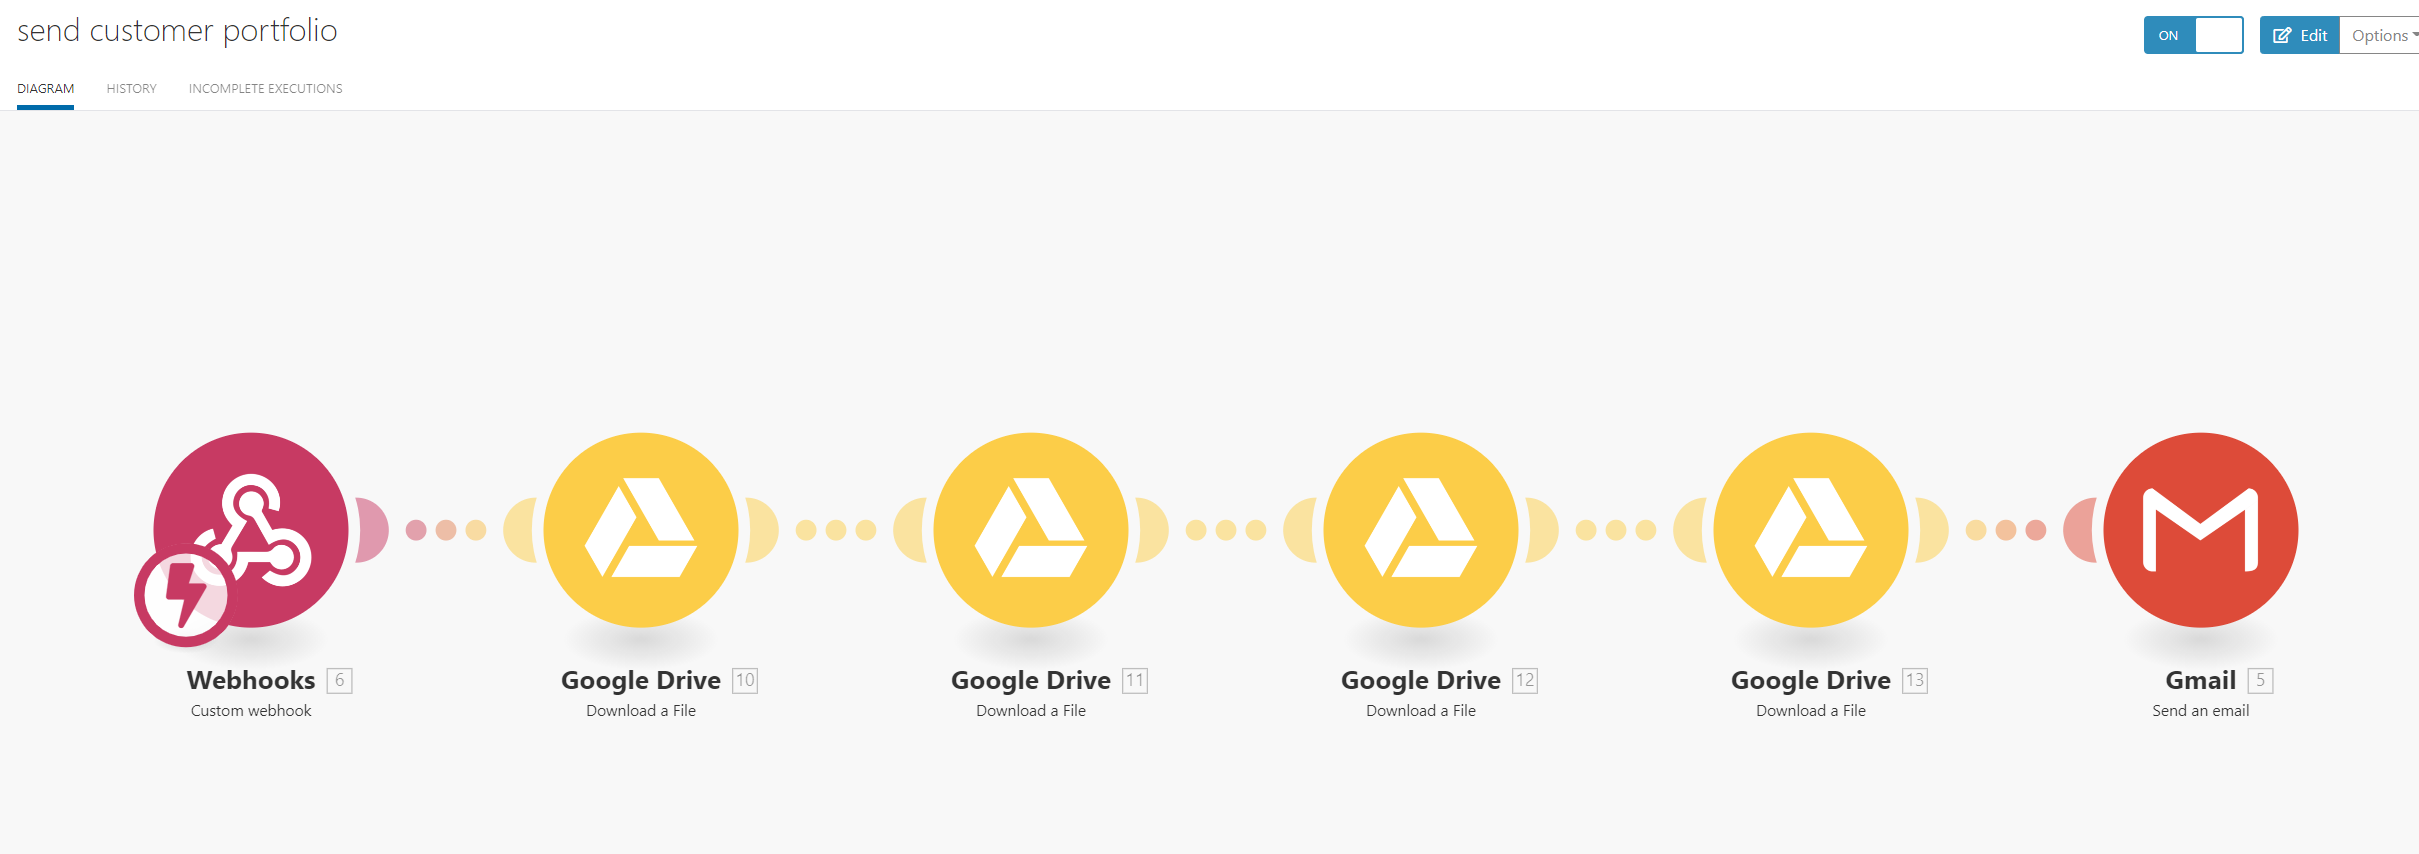 send customer portfolio
ON
Edit
Options
DIAGRAM
HISTORY
INCOMPLETE EXECUTIONS
Webhooks 6
Custom webhook
Google Drive 10
Download a File
Google Drive 11
Download a File
Google Drive 12
Download a File
Google Drive 13
Download a File
Gmail 5
Send an email